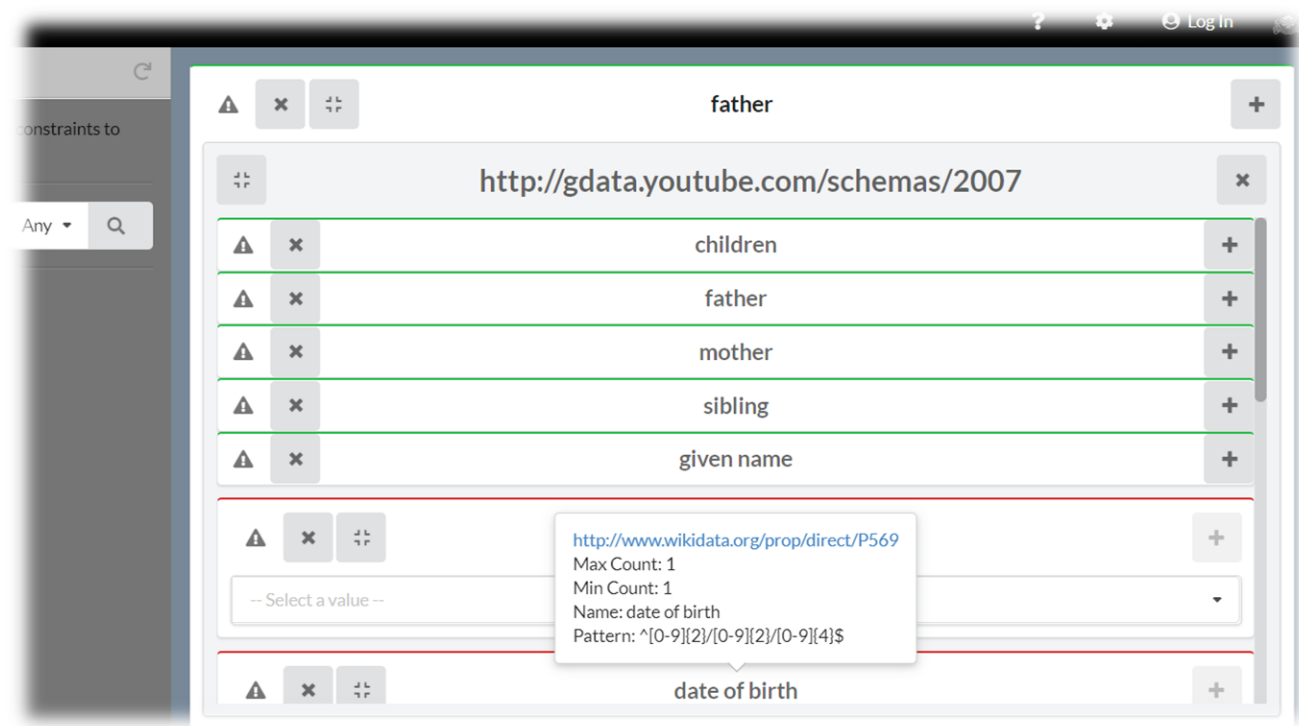 ? Log In
father
constraints to
http://gdata.youtube.com/schemas/2007
Any
children
father
mother
sibling
given name
http://www.wikidata.org/prop/direct/P569
Max Count: 1
Min Count: 1
Name: date of birth
Pattern: ^[0-9]{2}/[0-9]{2}/[0-9]{4}$
-- Select a value --
date of birth